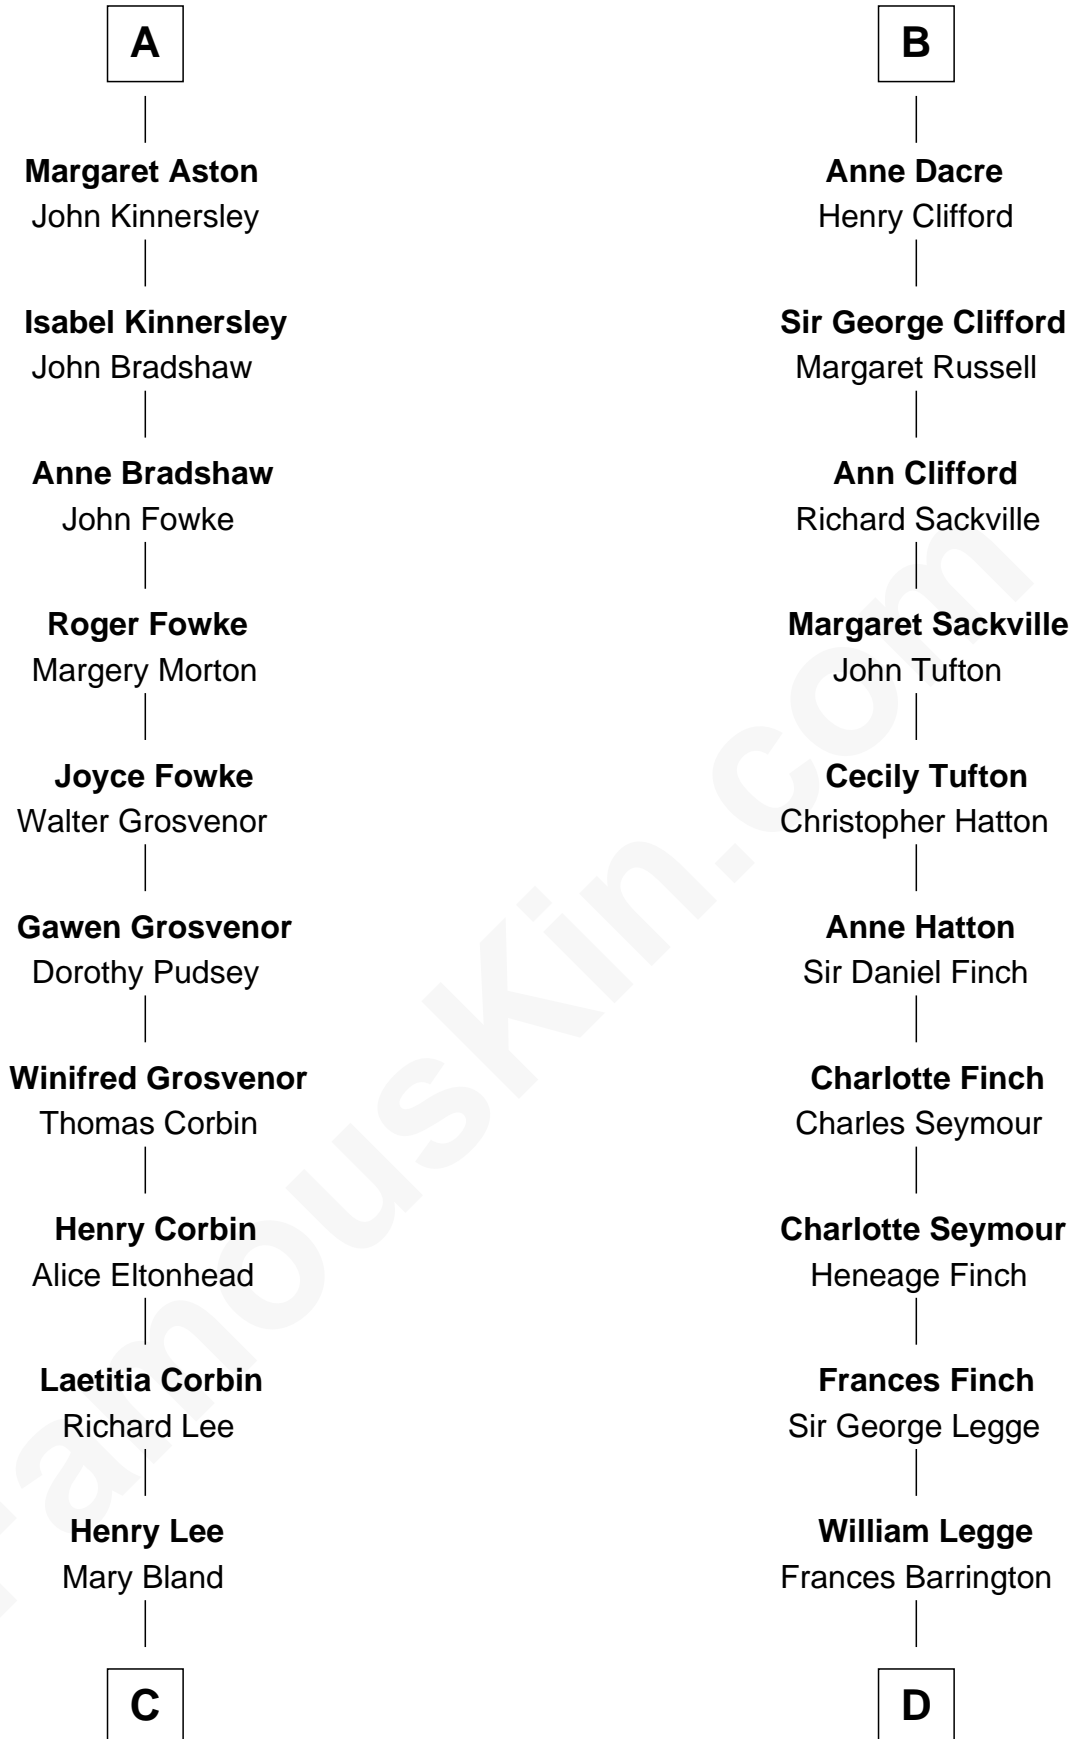 A
Margaret Aston
John Kinnersley
Isabel Kinnersley
John Bradshaw
Anne Bradshaw
John Fowke
Roger Fowke
Margery Morton
Joyce Fowke
Walter Grosvenor
Gawen Grosvenor
Dorothy Pudsey
Winifred Grosvenor
Thomas Corbin
Henry Corbin
Alice Eltonhead
Laetitia Corbin
Richard Lee
Henry Lee
Mary Bland
C
B
Anne Dacre
Henry Clifford
Sir George Clifford
Margaret Russell
Ann Clifford
Richard Sackville
Margaret Sackville
John Tufton
Cecily Tufton
Christopher Hatton
Anne Hatton
Sir Daniel Finch
Charlotte Finch
Charles Seymour
Charlotte Seymour
Heneage Finch
Frances Finch
Sir George Legge
William Legge
Frances Barrington
D
FamousKin.com